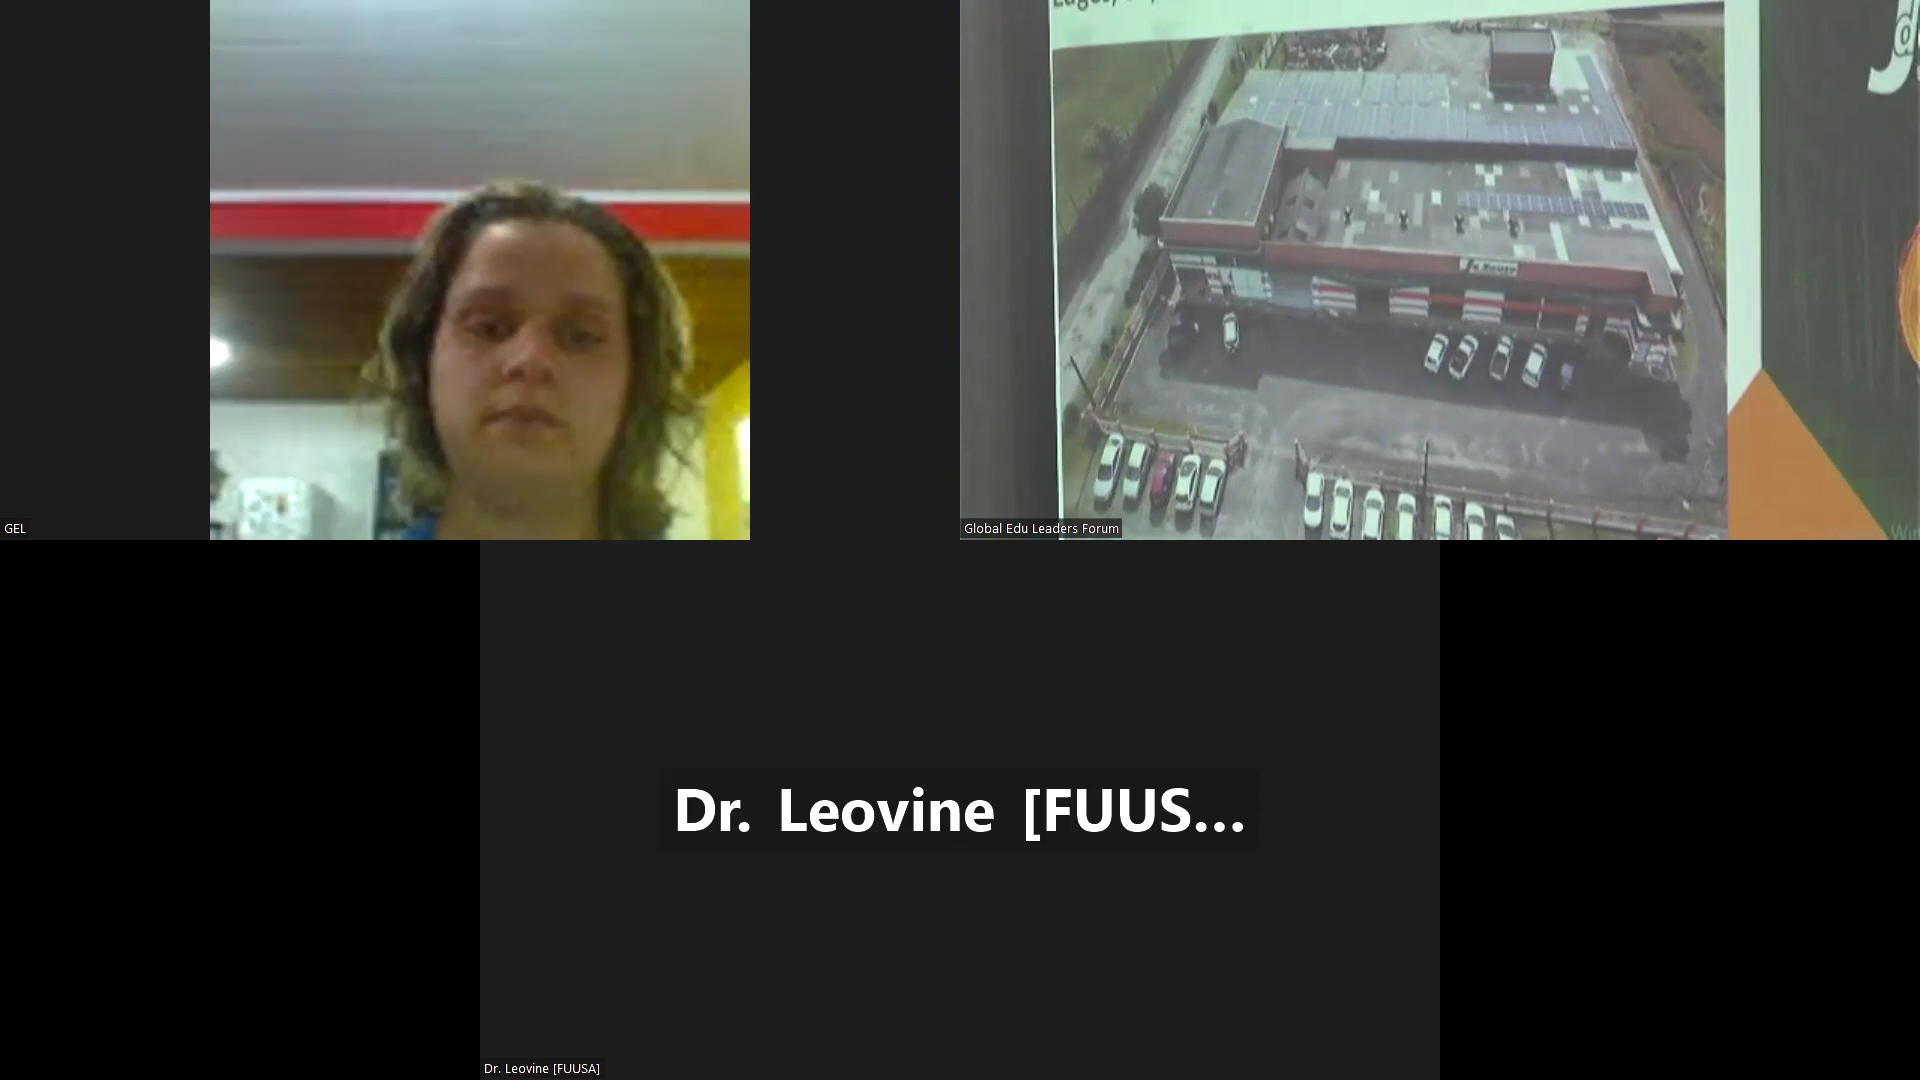 GEL
Global Edu Leaders Forum
Dr. Leovine [FUUS...
Dr. Leovine [FUUSA]